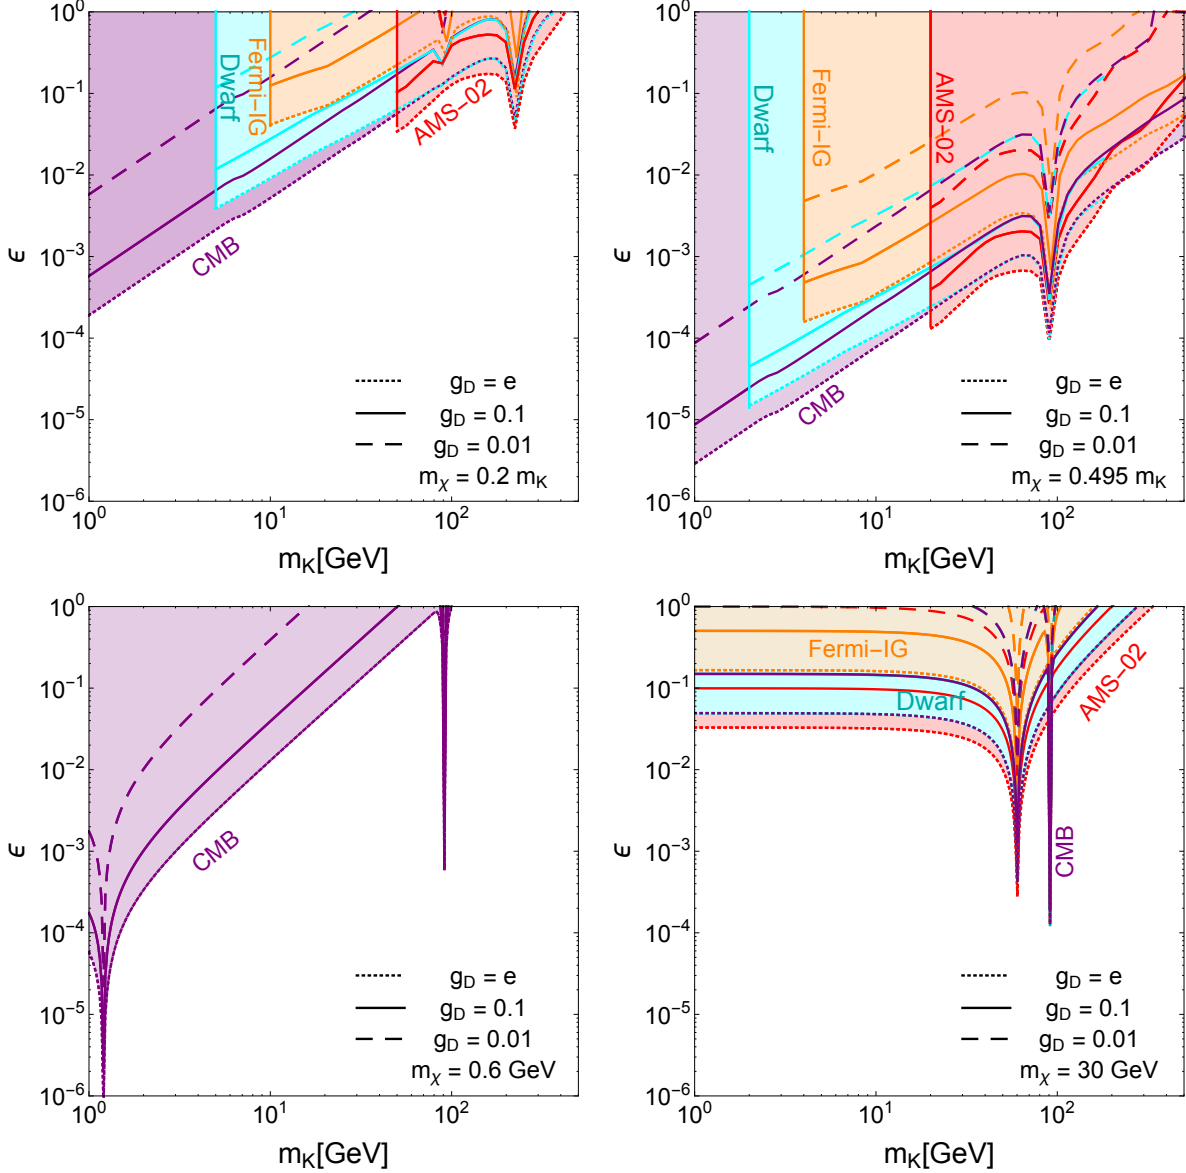 10^0
10^-1
10^-2
10^-3
10^-4
10^-5
10^-6
ϵ
Dwarf
Fermi-IG
AMS-02
CMB
g_D = e
g_D = 0.1
g_D = 0.01
m_χ = 0.2 m_K
10^0
10^1
10^2
m_K[GeV]
10^0
10^-1
10^-2
10^-3
10^-4
10^-5
10^-6
ϵ
Dwarf
Fermi-IG
AMS-02
CMB
g_D = e
g_D = 0.1
g_D = 0.01
m_χ = 0.495 m_K
10^0
10^1
10^2
m_K[GeV]
10^0
10^-1
10^-2
10^-3
10^-4
10^-5
10^-6
ϵ
CMB
g_D = e
g_D = 0.1
g_D = 0.01
m_χ = 0.6 GeV
10^0
10^1
10^2
m_K[GeV]
10^0
10^-1
10^-2
10^-3
10^-4
10^-5
10^-6
ϵ
Fermi-IG
Dwarf
AMS-02
CMB
g_D = e
g_D = 0.1
g_D = 0.01
m_χ = 30 GeV
10^0
10^1
10^2
m_K[GeV]